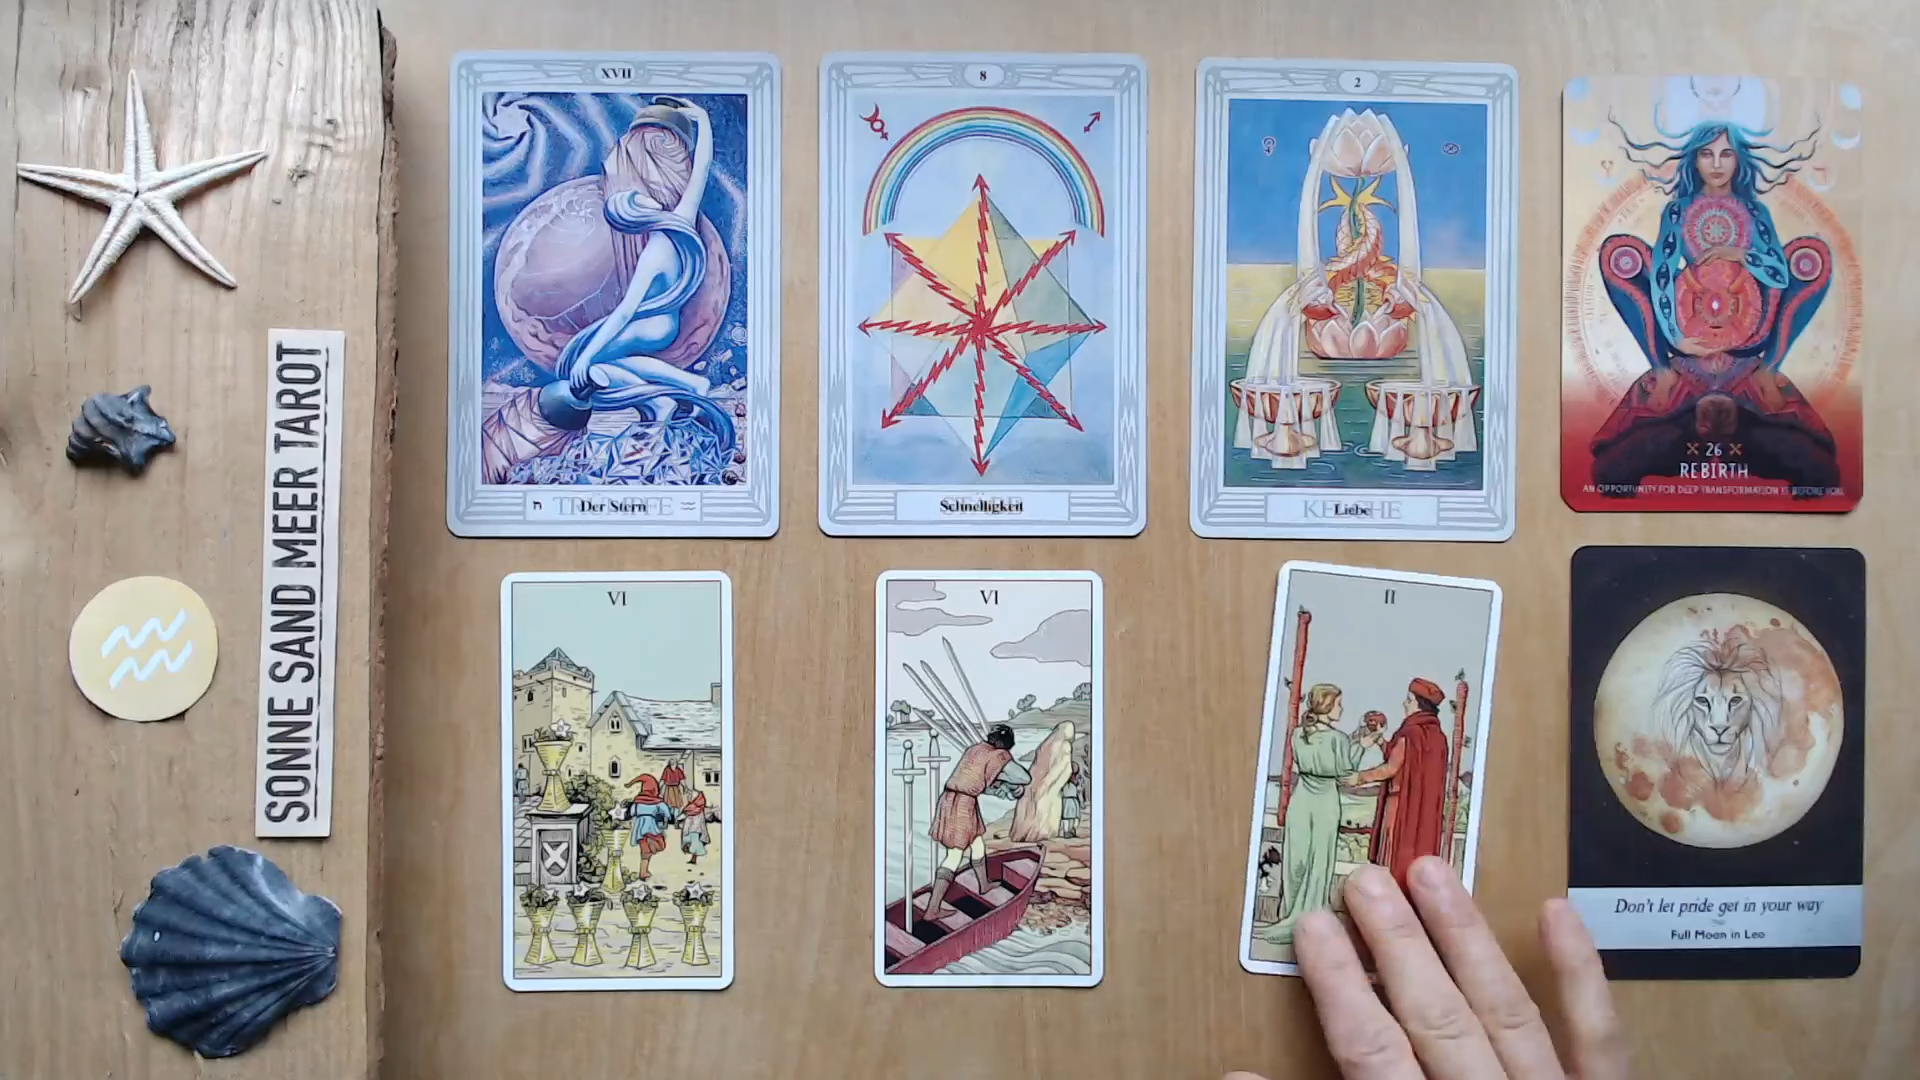 SONNE SAND MEER TAROT
XVII
Der Stern
8
Schnelligkeit
2
Liebe
26
REBIRTH
AN OPPORTUNITY FOR DEEP TRANSFORMATION IS BEFORE YOU.
VI
VI
II
Don't let pride get in your way
Full Moon in Leo